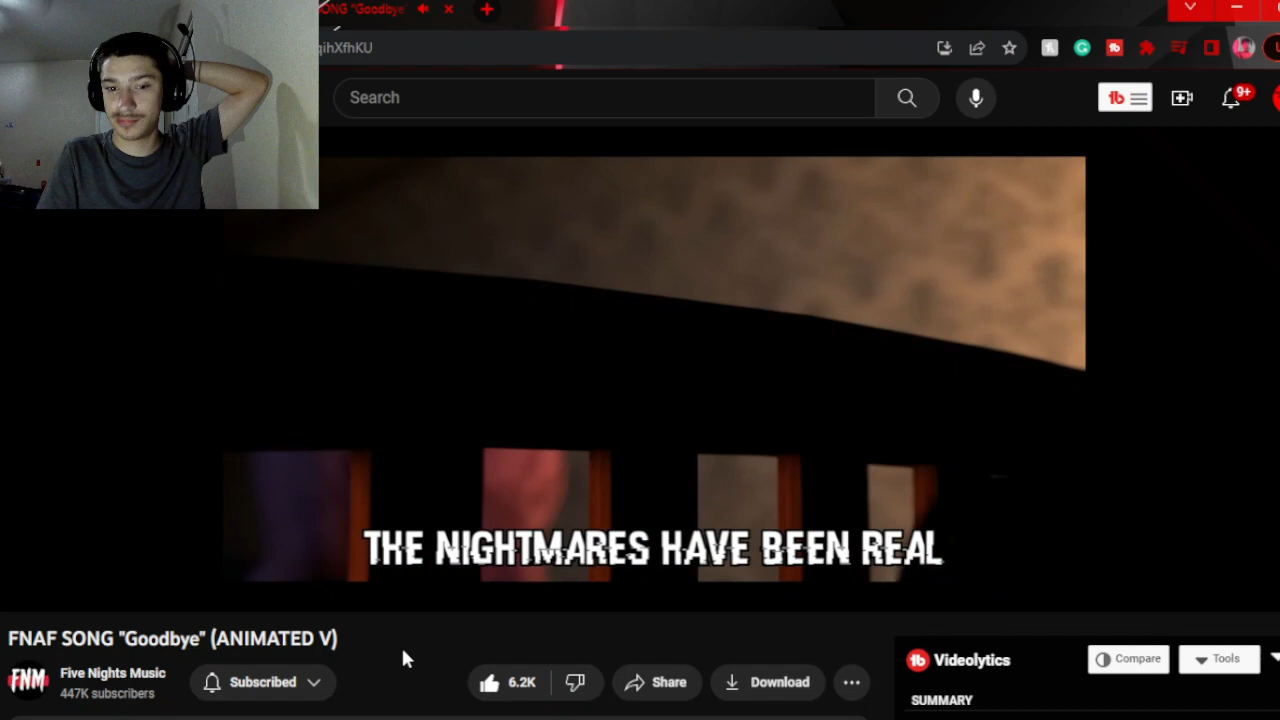 ONG "Goodbye"
qihXfhKU
Search
9+
THE NIGHTMARES HAVE BEEN REAL
FNAF SONG "Goodbye" (ANIMATED V)
FNM
Five Nights Music
447K subscribers
Subscribed
6.2K
Share
Download
Videolytics
Compare
Tools
SUMMARY